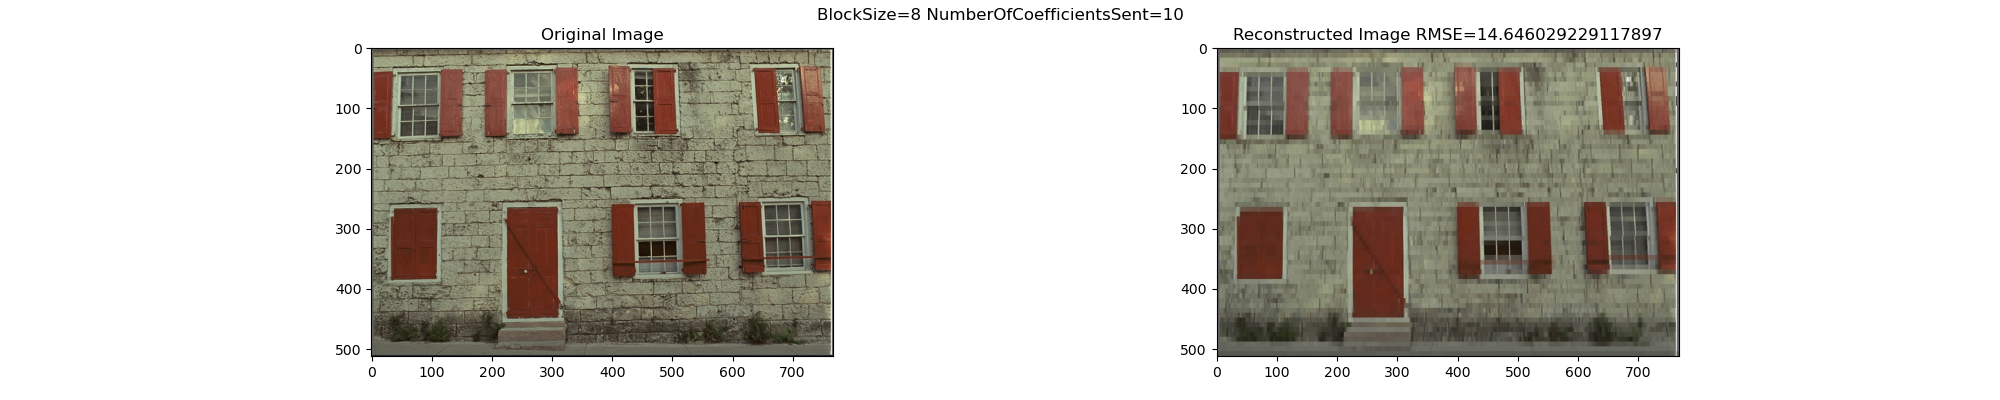 BlockSize=8 NumberOfCoefficientsSent=10
Original Image
0
100
200
300
400
500
0 100 200 300 400 500 600 700
Reconstructed Image RMSE=14.646029229117897
0
100
200
300
400
500
0 100 200 300 400 500 600 700